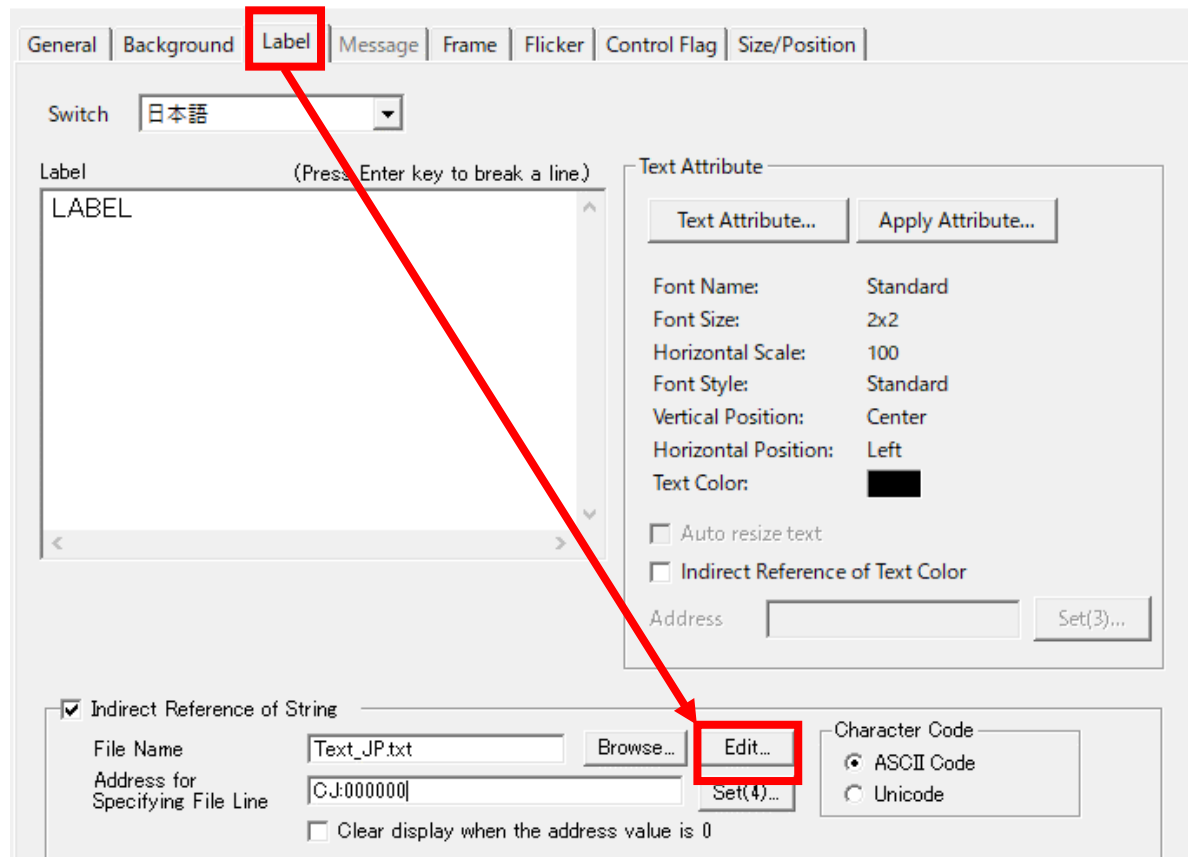 General Background Label Message Frame Flicker Control Flag Size/Position
Switch 日本語
Label (Press Enter key to break a line.)
LABEL
Text Attribute
Text Attribute... Apply Attribute...
Font Name: Standard
Font Size: 2x2
Horizontal Scale: 100
Font Style: Standard
Vertical Position: Center
Horizontal Position: Left
Text Color:
Auto resize text
Indirect Reference of Text Color
Address Set(3)...
Indirect Reference of String
File Name Text_JP.txt Browse... Edit...
Address for
Specifying File Line CJ:000000 Set(4)...
Clear display when the address value is 0
Character Code
ASCII Code
Unicode